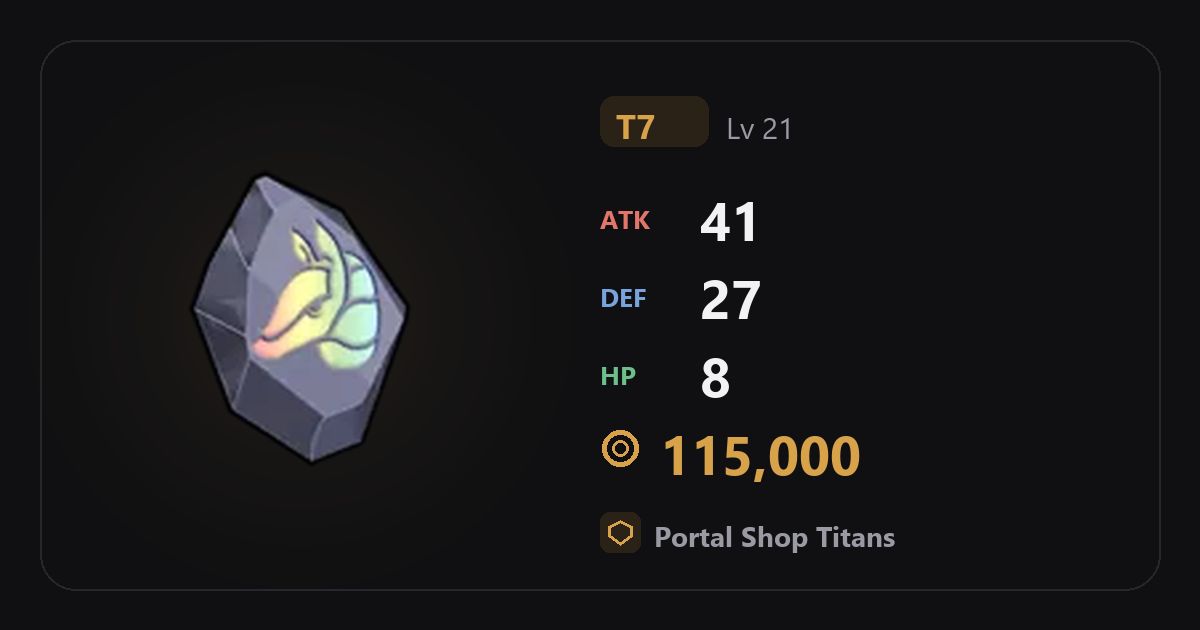 T7 Lv 21
ATK 41
DEF 27
HP 8
115,000
Portal Shop Titans